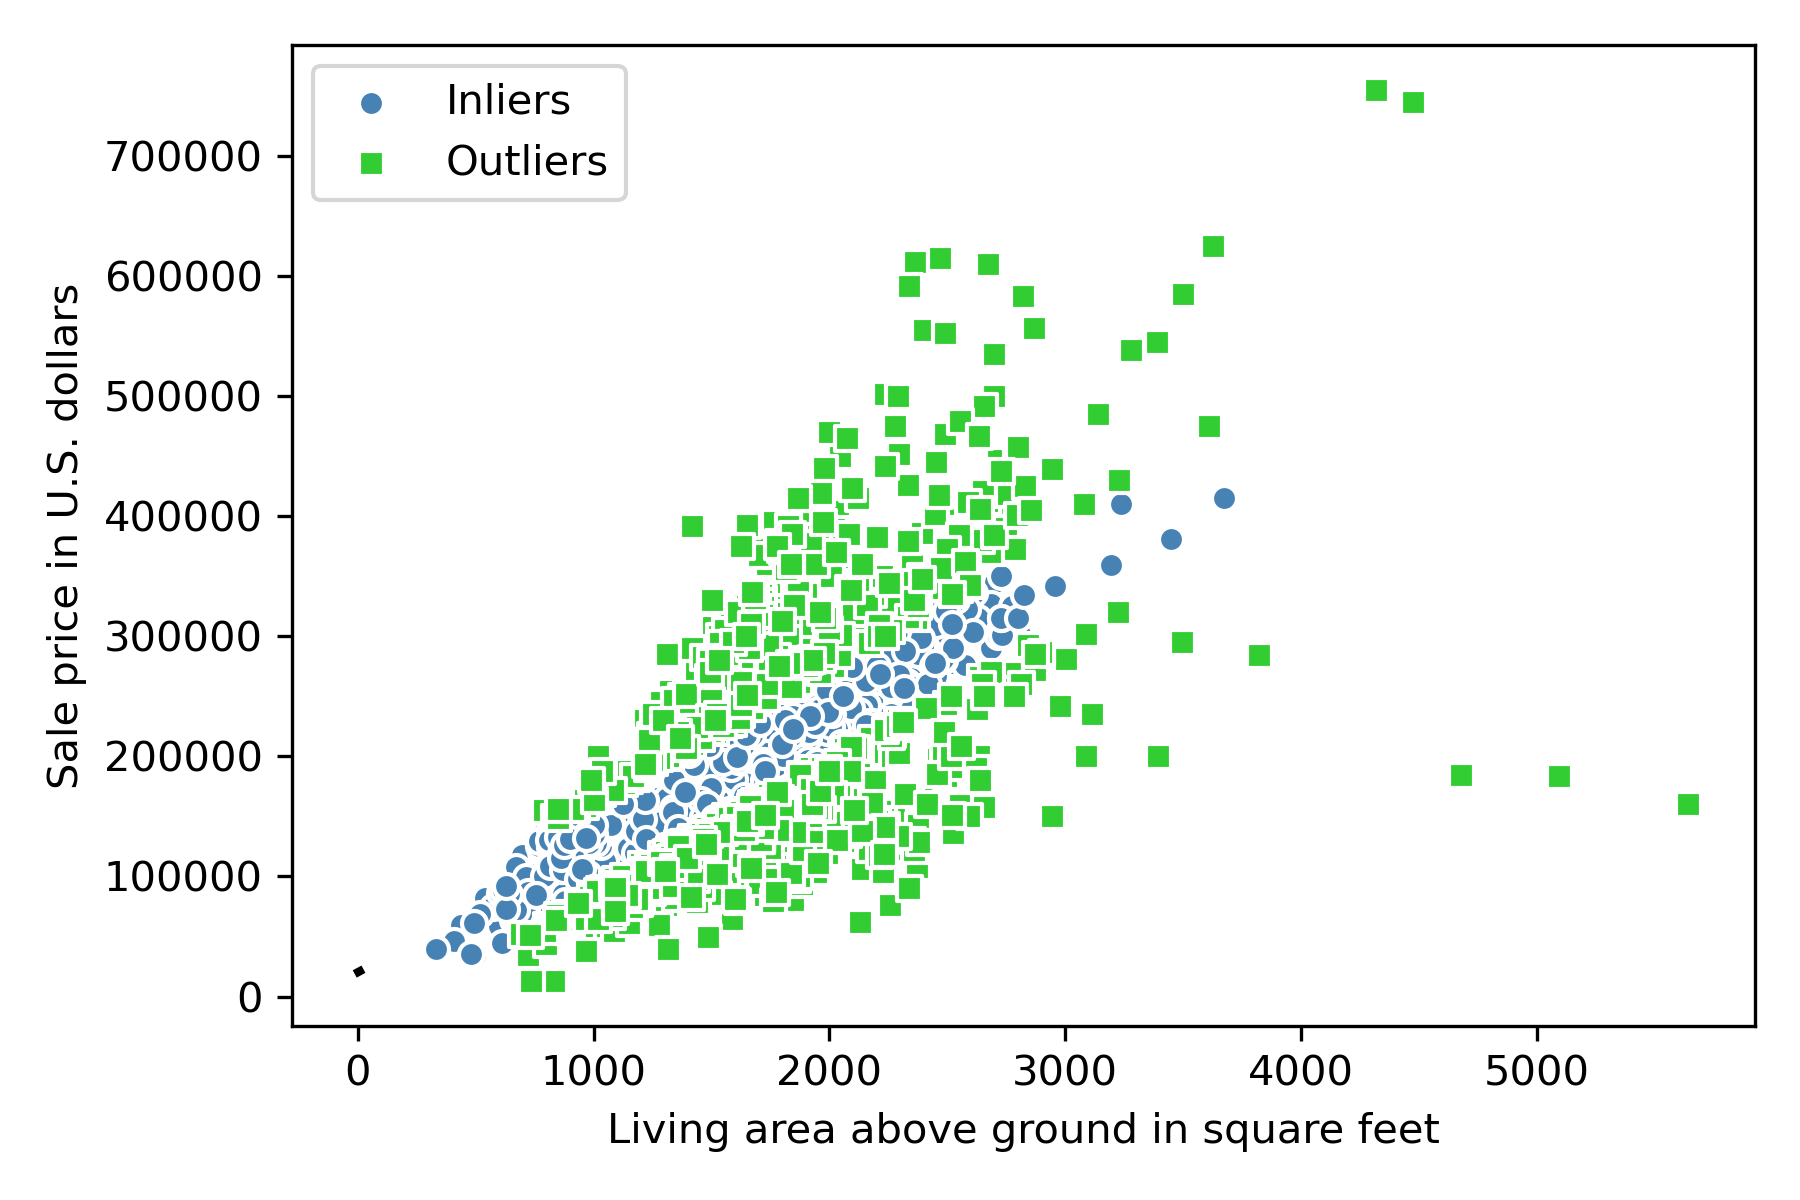 Inliers
Outliers
700000
600000
500000
400000
300000
200000
100000
0
Sale price in U.S. dollars
0 1000 2000 3000 4000 5000
Living area above ground in square feet